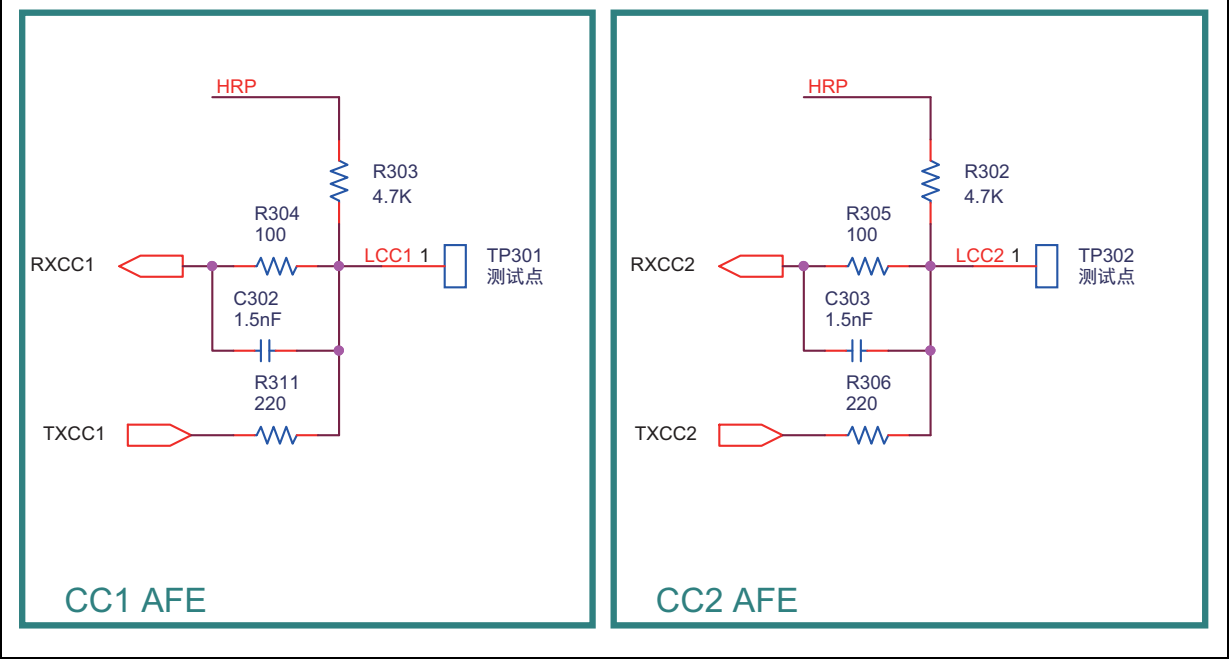 HRP
R303
4.7K
R304
100
RXCC1
LCC1 1
TP301
测试点
C302
1.5nF
R311
220
TXCC1
CC1 AFE
HRP
R302
4.7K
R305
100
RXCC2
LCC2 1
TP302
测试点
C303
1.5nF
R306
220
TXCC2
CC2 AFE